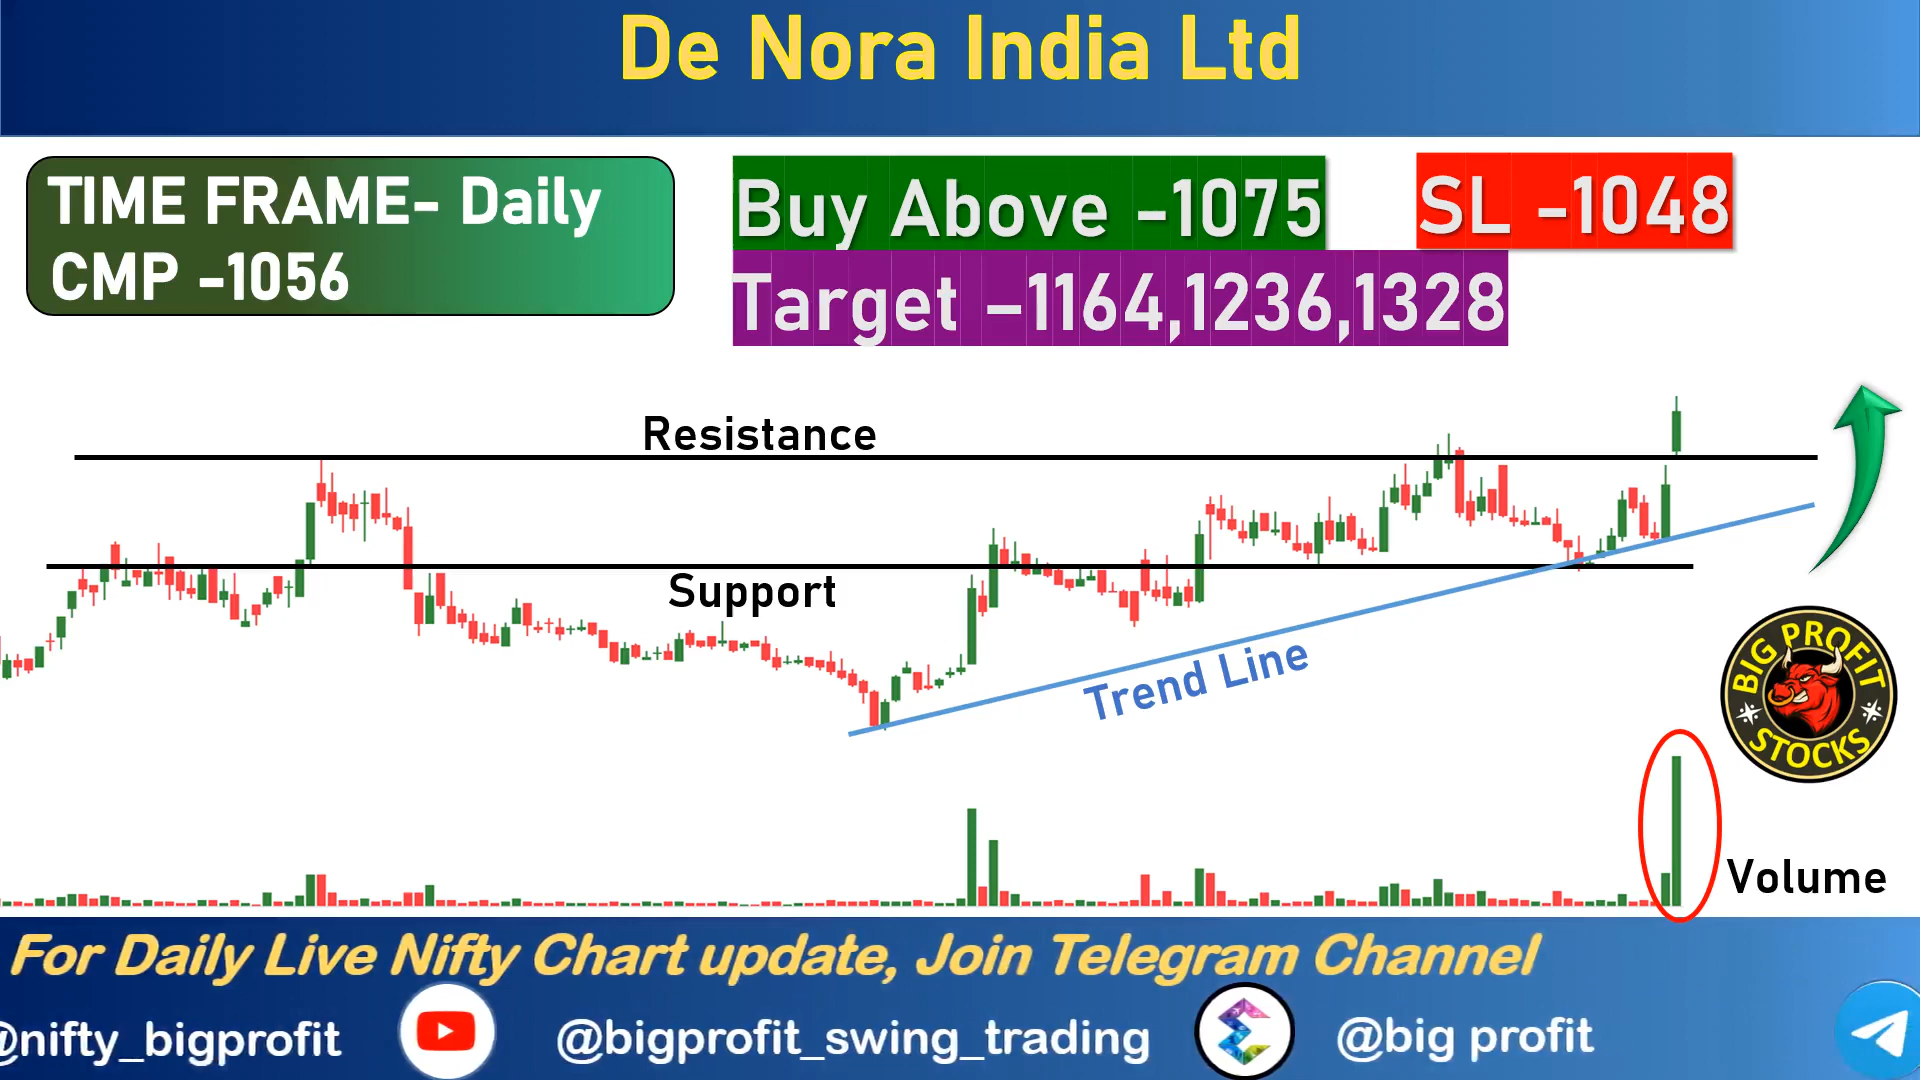 De Nora India Ltd
TIME FRAME- Daily
CMP -1056
Buy Above -1075
SL -1048
Target –1164,1236,1328
Resistance
Support
Trend Line
BIG PROFIT
STOCKS
Volume
For Daily Live Nifty Chart update, Join Telegram Channel
@nifty_bigprofit
@bigprofit_swing_trading
@big profit